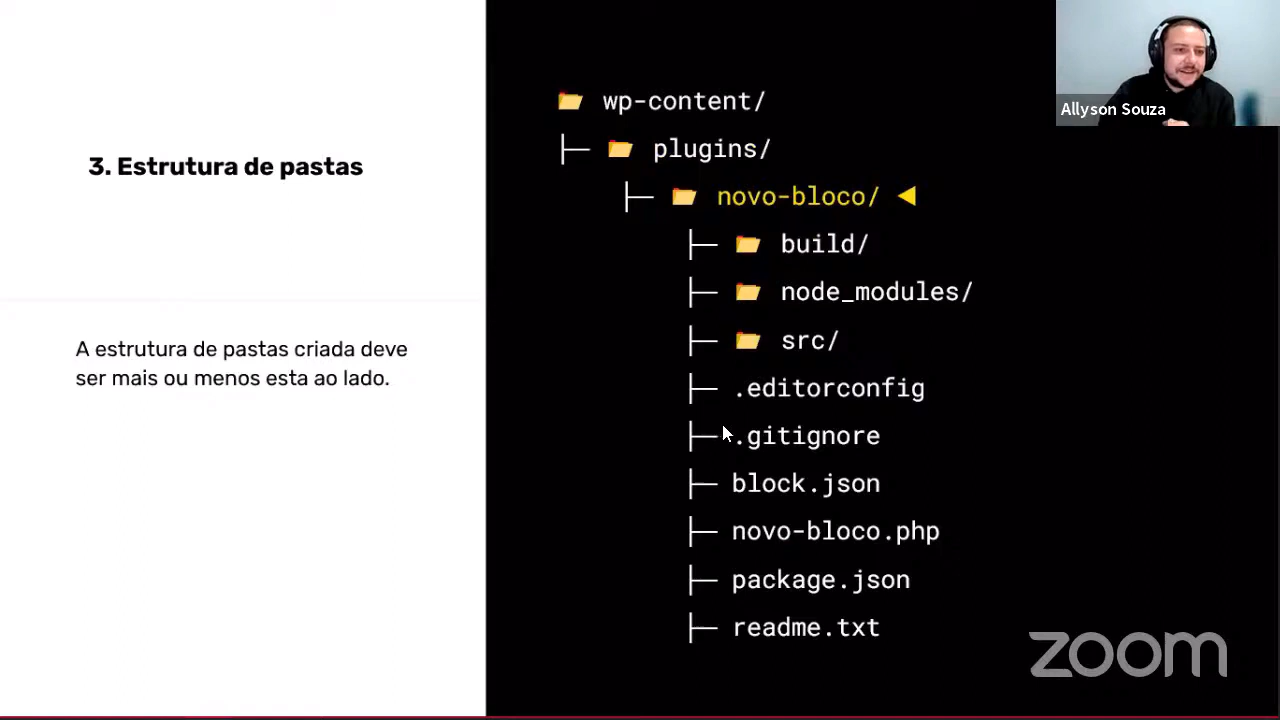 3. Estrutura de pastas
A estrutura de pastas criada deve
ser mais ou menos esta ao lado.
wp-content/
plugins/
novo-bloco/
build/
node_modules/
src/
.editorconfig
.gitignore
block.json
novo-bloco.php
package.json
readme.txt
Allyson Souza
zoom